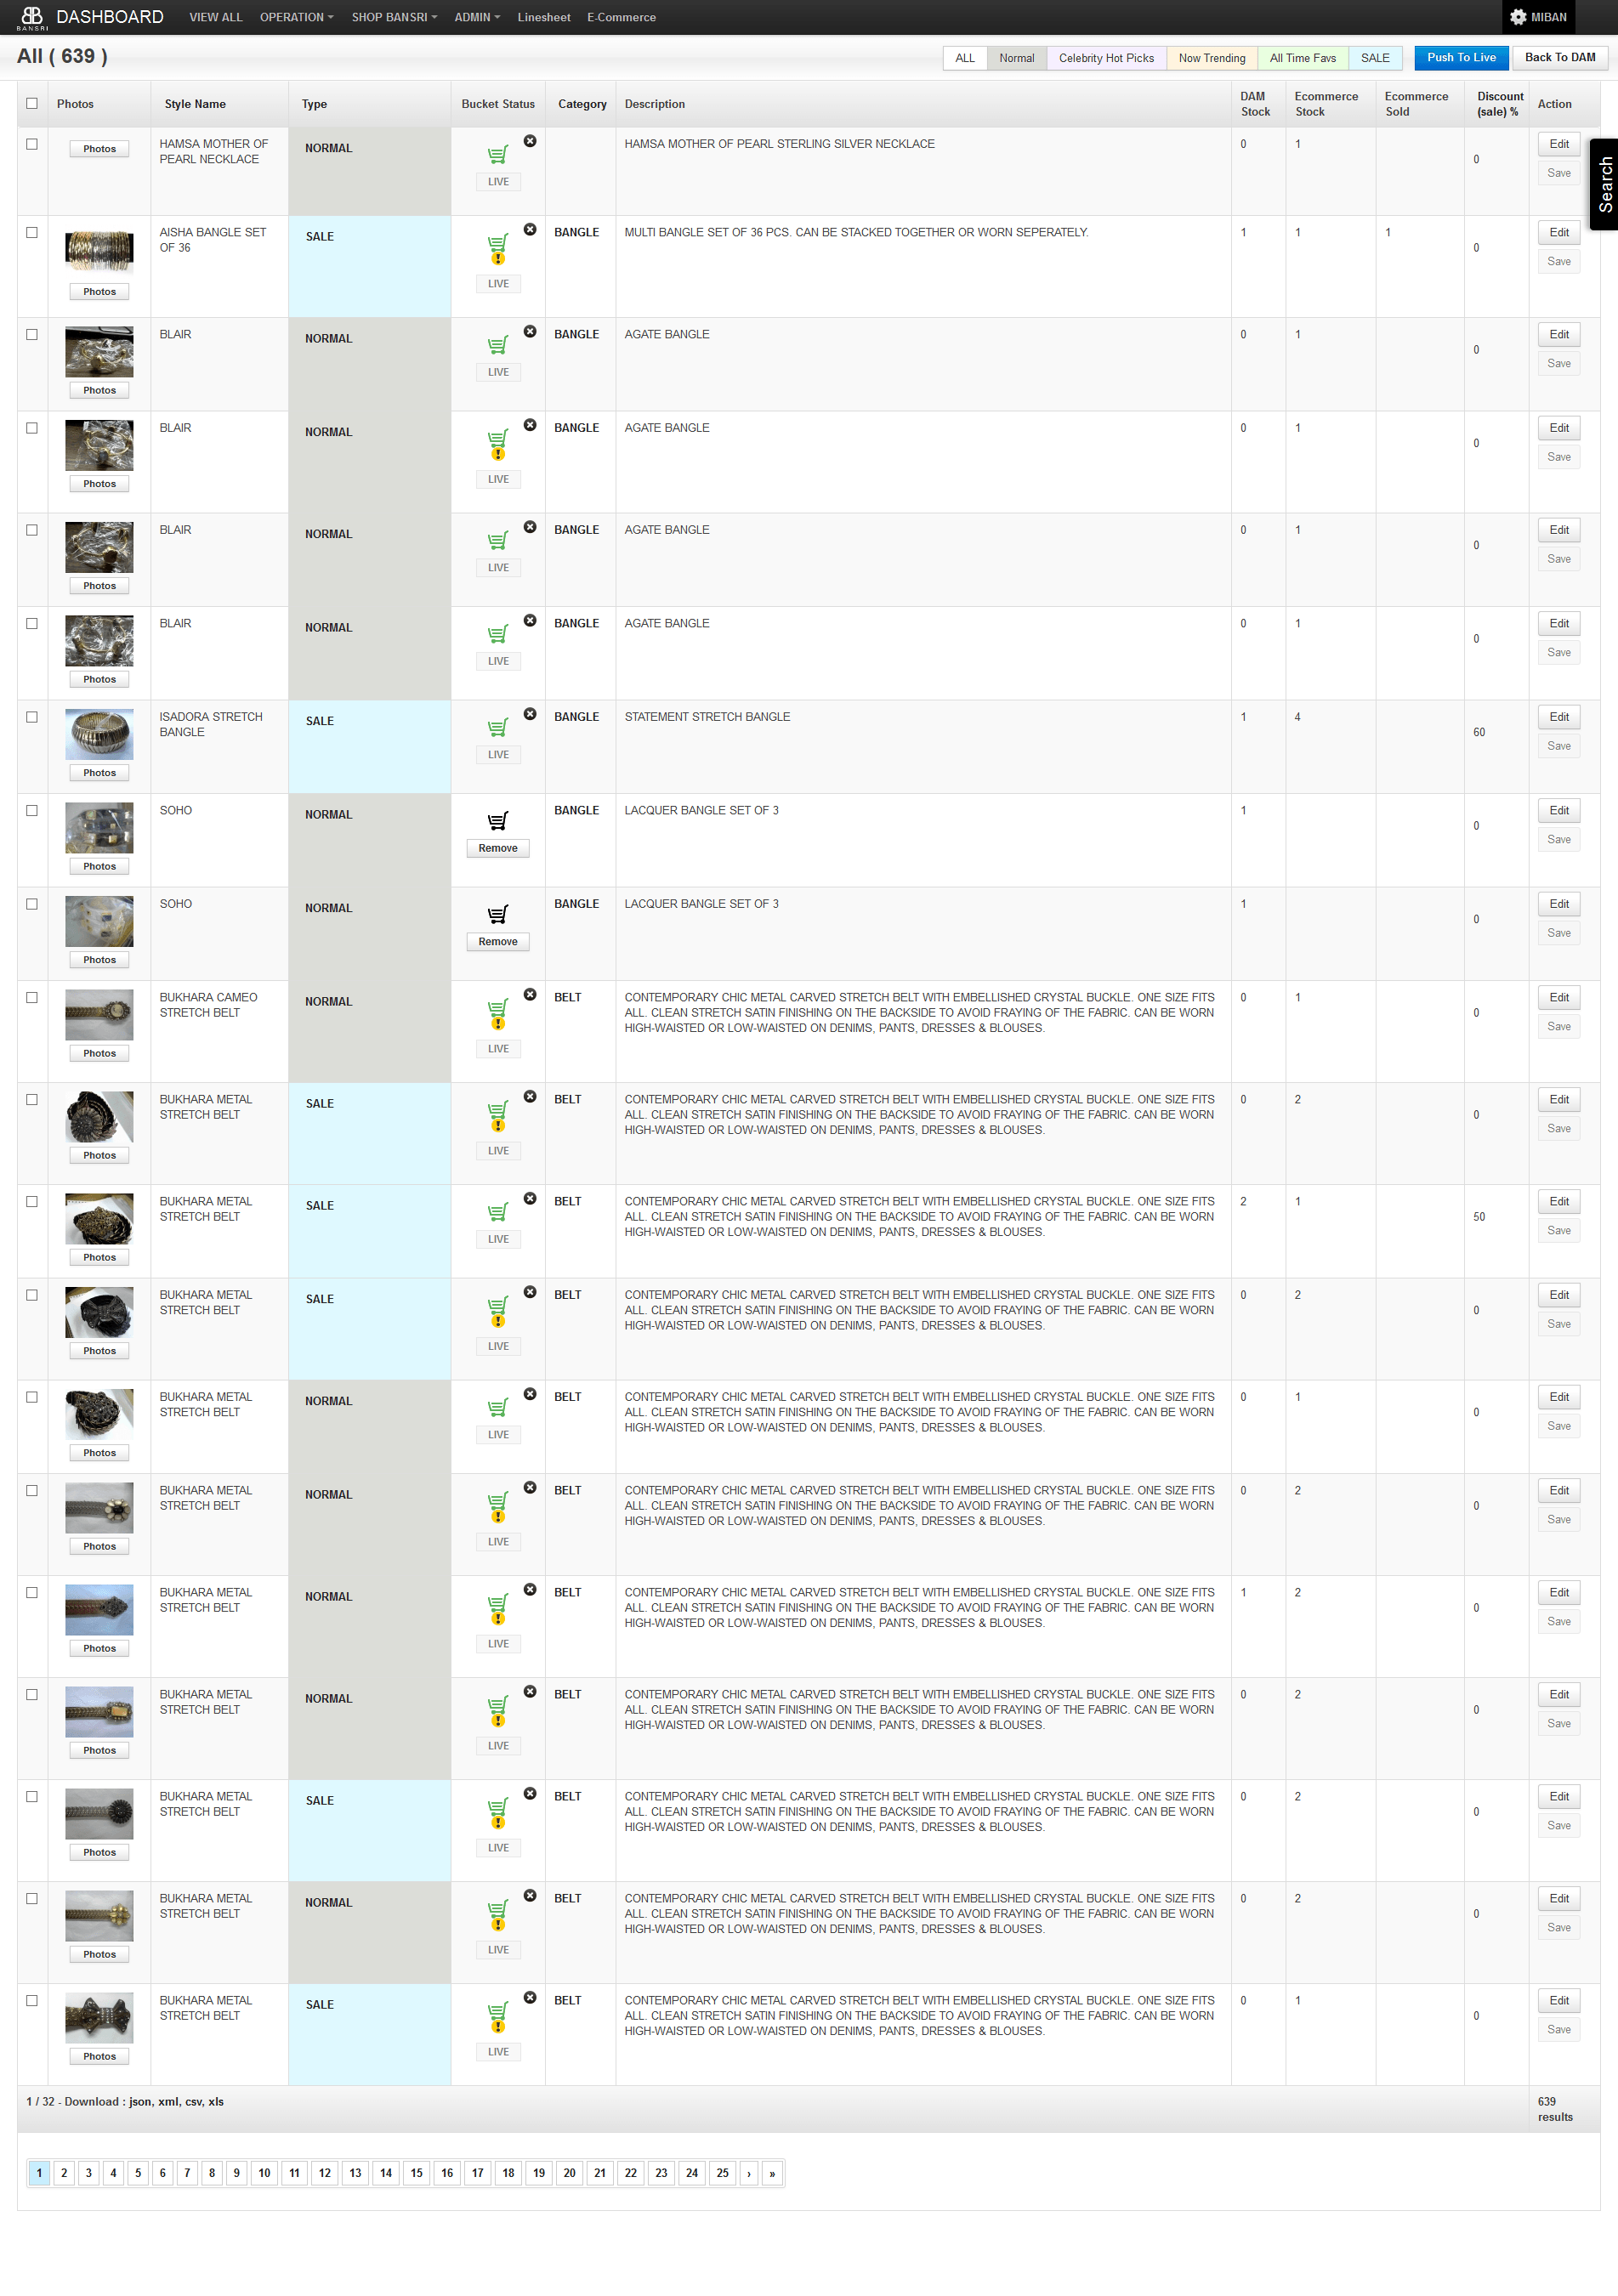 BANSRI DASHBOARD VIEW ALL OPERATION SHOP BANSRI ADMIN Linesheet E-Commerce MIBAN
All ( 639 ) ALL Normal Celebrity Hot Picks Now Trending All Time Favs SALE Push To Live Back To DAM
Photos Style Name Type Bucket Status Category Description DAM Stock Ecommerce Stock Ecommerce Sold Discount (sale) % Action
Search
Photos HAMSA MOTHER OF PEARL NECKLACE NORMAL LIVE HAMSA MOTHER OF PEARL STERLING SILVER NECKLACE 0 1 0 Edit Save
Photos AISHA BANGLE SET OF 36 SALE LIVE BANGLE MULTI BANGLE SET OF 36 PCS. CAN BE STACKED TOGETHER OR WORN SEPERATELY. 1 1 1 0 Edit Save
Photos BLAIR NORMAL LIVE BANGLE AGATE BANGLE 0 1 0 Edit Save
Photos BLAIR NORMAL LIVE BANGLE AGATE BANGLE 0 1 0 Edit Save
Photos BLAIR NORMAL LIVE BANGLE AGATE BANGLE 0 1 0 Edit Save
Photos BLAIR NORMAL LIVE BANGLE AGATE BANGLE 0 1 0 Edit Save
Photos ISADORA STRETCH BANGLE SALE LIVE BANGLE STATEMENT STRETCH BANGLE 1 4 60 Edit Save
Photos SOHO NORMAL Remove BANGLE LACQUER BANGLE SET OF 3 1 0 Edit Save
Photos SOHO NORMAL Remove BANGLE LACQUER BANGLE SET OF 3 1 0 Edit Save
Photos BUKHARA CAMEO STRETCH BELT NORMAL LIVE BELT CONTEMPORARY CHIC METAL CARVED STRETCH BELT WITH EMBELLISHED CRYSTAL BUCKLE. ONE SIZE FITS ALL. CLEAN STRETCH SATIN FINISHING ON THE BACKSIDE TO AVOID FRAYING OF THE FABRIC. CAN BE WORN HIGH-WAISTED OR LOW-WAISTED ON DENIMS, PANTS, DRESSES & BLOUSES. 0 1 0 Edit Save
Photos BUKHARA METAL STRETCH BELT SALE LIVE BELT CONTEMPORARY CHIC METAL CARVED STRETCH BELT WITH EMBELLISHED CRYSTAL BUCKLE. ONE SIZE FITS ALL. CLEAN STRETCH SATIN FINISHING ON THE BACKSIDE TO AVOID FRAYING OF THE FABRIC. CAN BE WORN HIGH-WAISTED OR LOW-WAISTED ON DENIMS, PANTS, DRESSES & BLOUSES. 0 2 0 Edit Save
Photos BUKHARA METAL STRETCH BELT SALE LIVE BELT CONTEMPORARY CHIC METAL CARVED STRETCH BELT WITH EMBELLISHED CRYSTAL BUCKLE. ONE SIZE FITS ALL. CLEAN STRETCH SATIN FINISHING ON THE BACKSIDE TO AVOID FRAYING OF THE FABRIC. CAN BE WORN HIGH-WAISTED OR LOW-WAISTED ON DENIMS, PANTS, DRESSES & BLOUSES. 2 1 50 Edit Save
Photos BUKHARA METAL STRETCH BELT SALE LIVE BELT CONTEMPORARY CHIC METAL CARVED STRETCH BELT WITH EMBELLISHED CRYSTAL BUCKLE. ONE SIZE FITS ALL. CLEAN STRETCH SATIN FINISHING ON THE BACKSIDE TO AVOID FRAYING OF THE FABRIC. CAN BE WORN HIGH-WAISTED OR LOW-WAISTED ON DENIMS, PANTS, DRESSES & BLOUSES. 0 2 0 Edit Save
Photos BUKHARA METAL STRETCH BELT NORMAL LIVE BELT CONTEMPORARY CHIC METAL CARVED STRETCH BELT WITH EMBELLISHED CRYSTAL BUCKLE. ONE SIZE FITS ALL. CLEAN STRETCH SATIN FINISHING ON THE BACKSIDE TO AVOID FRAYING OF THE FABRIC. CAN BE WORN HIGH-WAISTED OR LOW-WAISTED ON DENIMS, PANTS, DRESSES & BLOUSES. 0 1 0 Edit Save
Photos BUKHARA METAL STRETCH BELT NORMAL LIVE BELT CONTEMPORARY CHIC METAL CARVED STRETCH BELT WITH EMBELLISHED CRYSTAL BUCKLE. ONE SIZE FITS ALL. CLEAN STRETCH SATIN FINISHING ON THE BACKSIDE TO AVOID FRAYING OF THE FABRIC. CAN BE WORN HIGH-WAISTED OR LOW-WAISTED ON DENIMS, PANTS, DRESSES & BLOUSES. 0 2 0 Edit Save
Photos BUKHARA METAL STRETCH BELT NORMAL LIVE BELT CONTEMPORARY CHIC METAL CARVED STRETCH BELT WITH EMBELLISHED CRYSTAL BUCKLE. ONE SIZE FITS ALL. CLEAN STRETCH SATIN FINISHING ON THE BACKSIDE TO AVOID FRAYING OF THE FABRIC. CAN BE WORN HIGH-WAISTED OR LOW-WAISTED ON DENIMS, PANTS, DRESSES & BLOUSES. 1 2 0 Edit Save
Photos BUKHARA METAL STRETCH BELT NORMAL LIVE BELT CONTEMPORARY CHIC METAL CARVED STRETCH BELT WITH EMBELLISHED CRYSTAL BUCKLE. ONE SIZE FITS ALL. CLEAN STRETCH SATIN FINISHING ON THE BACKSIDE TO AVOID FRAYING OF THE FABRIC. CAN BE WORN HIGH-WAISTED OR LOW-WAISTED ON DENIMS, PANTS, DRESSES & BLOUSES. 0 2 0 Edit Save
Photos BUKHARA METAL STRETCH BELT SALE LIVE BELT CONTEMPORARY CHIC METAL CARVED STRETCH BELT WITH EMBELLISHED CRYSTAL BUCKLE. ONE SIZE FITS ALL. CLEAN STRETCH SATIN FINISHING ON THE BACKSIDE TO AVOID FRAYING OF THE FABRIC. CAN BE WORN HIGH-WAISTED OR LOW-WAISTED ON DENIMS, PANTS, DRESSES & BLOUSES. 0 2 0 Edit Save
Photos BUKHARA METAL STRETCH BELT NORMAL LIVE BELT CONTEMPORARY CHIC METAL CARVED STRETCH BELT WITH EMBELLISHED CRYSTAL BUCKLE. ONE SIZE FITS ALL. CLEAN STRETCH SATIN FINISHING ON THE BACKSIDE TO AVOID FRAYING OF THE FABRIC. CAN BE WORN HIGH-WAISTED OR LOW-WAISTED ON DENIMS, PANTS, DRESSES & BLOUSES. 0 2 0 Edit Save
Photos BUKHARA METAL STRETCH BELT SALE LIVE BELT CONTEMPORARY CHIC METAL CARVED STRETCH BELT WITH EMBELLISHED CRYSTAL BUCKLE. ONE SIZE FITS ALL. CLEAN STRETCH SATIN FINISHING ON THE BACKSIDE TO AVOID FRAYING OF THE FABRIC. CAN BE WORN HIGH-WAISTED OR LOW-WAISTED ON DENIMS, PANTS, DRESSES & BLOUSES. 0 1 0 Edit Save
1 / 32 - Download : json, xml, csv, xls 639 results
1 2 3 4 5 6 7 8 9 10 11 12 13 14 15 16 17 18 19 20 21 22 23 24 25 › »